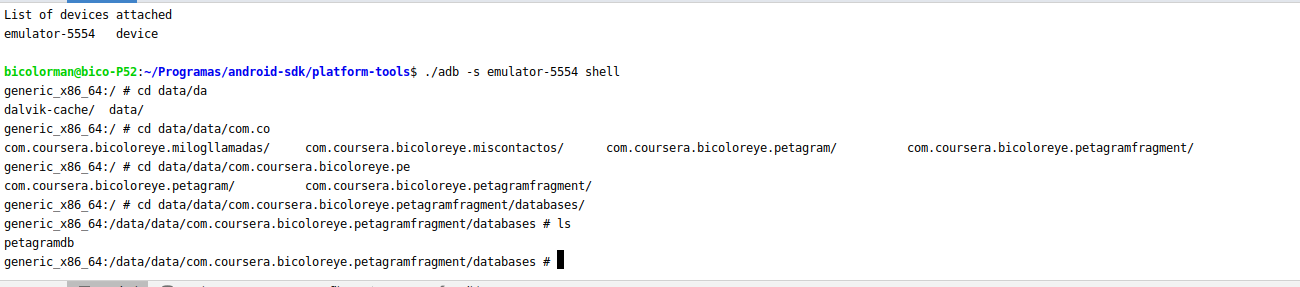 List of devices attached
emulator-5554   device
bicolorman@bico-P52:~/Programas/android-sdk/platform-tools$ ./adb -s emulator-5554 shell
generic_x86_64:/ # cd data/da
dalvik-cache/  data/
generic_x86_64:/ # cd data/data/com.co
com.coursera.bicoloreye.milogllamadas/     com.coursera.bicoloreye.miscontactos/      com.coursera.bicoloreye.petagram/          com.coursera.bicoloreye.petagramfragment/
generic_x86_64:/ # cd data/data/com.coursera.bicoloreye.pe
com.coursera.bicoloreye.petagram/          com.coursera.bicoloreye.petagramfragment/
generic_x86_64:/ # cd data/data/com.coursera.bicoloreye.petagramfragment/databases/
generic_x86_64:/data/data/com.coursera.bicoloreye.petagramfragment/databases # ls
petagramdb
generic_x86_64:/data/data/com.coursera.bicoloreye.petagramfragment/databases #